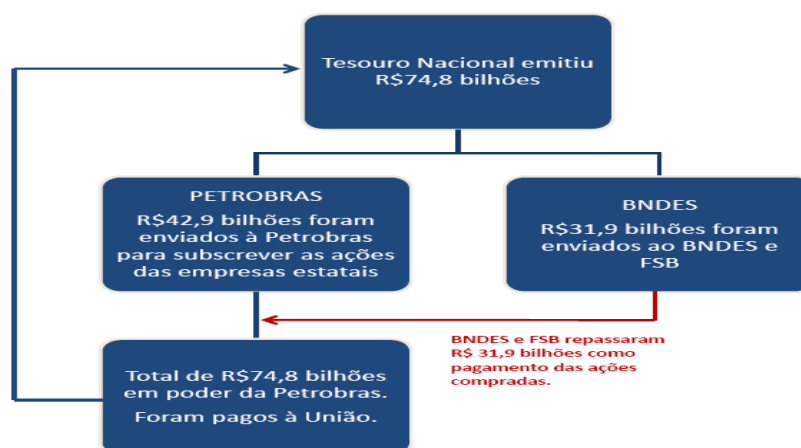 Tesouro Nacional emitiu
R$74,8 bilhões
PETROBRAS
R$42,9 bilhões foram
enviados à Petrobras
para subscrever as ações
das empresas estatais
BNDES
R$31,9 bilhões foram
enviados ao BNDES e
FSB
BNDES e FSB repassaram
R$ 31,9 bilhões como
pagamento das ações
compradas.
Total de R$74,8 bilhões
em poder da Petrobras.
Foram pagos à União.